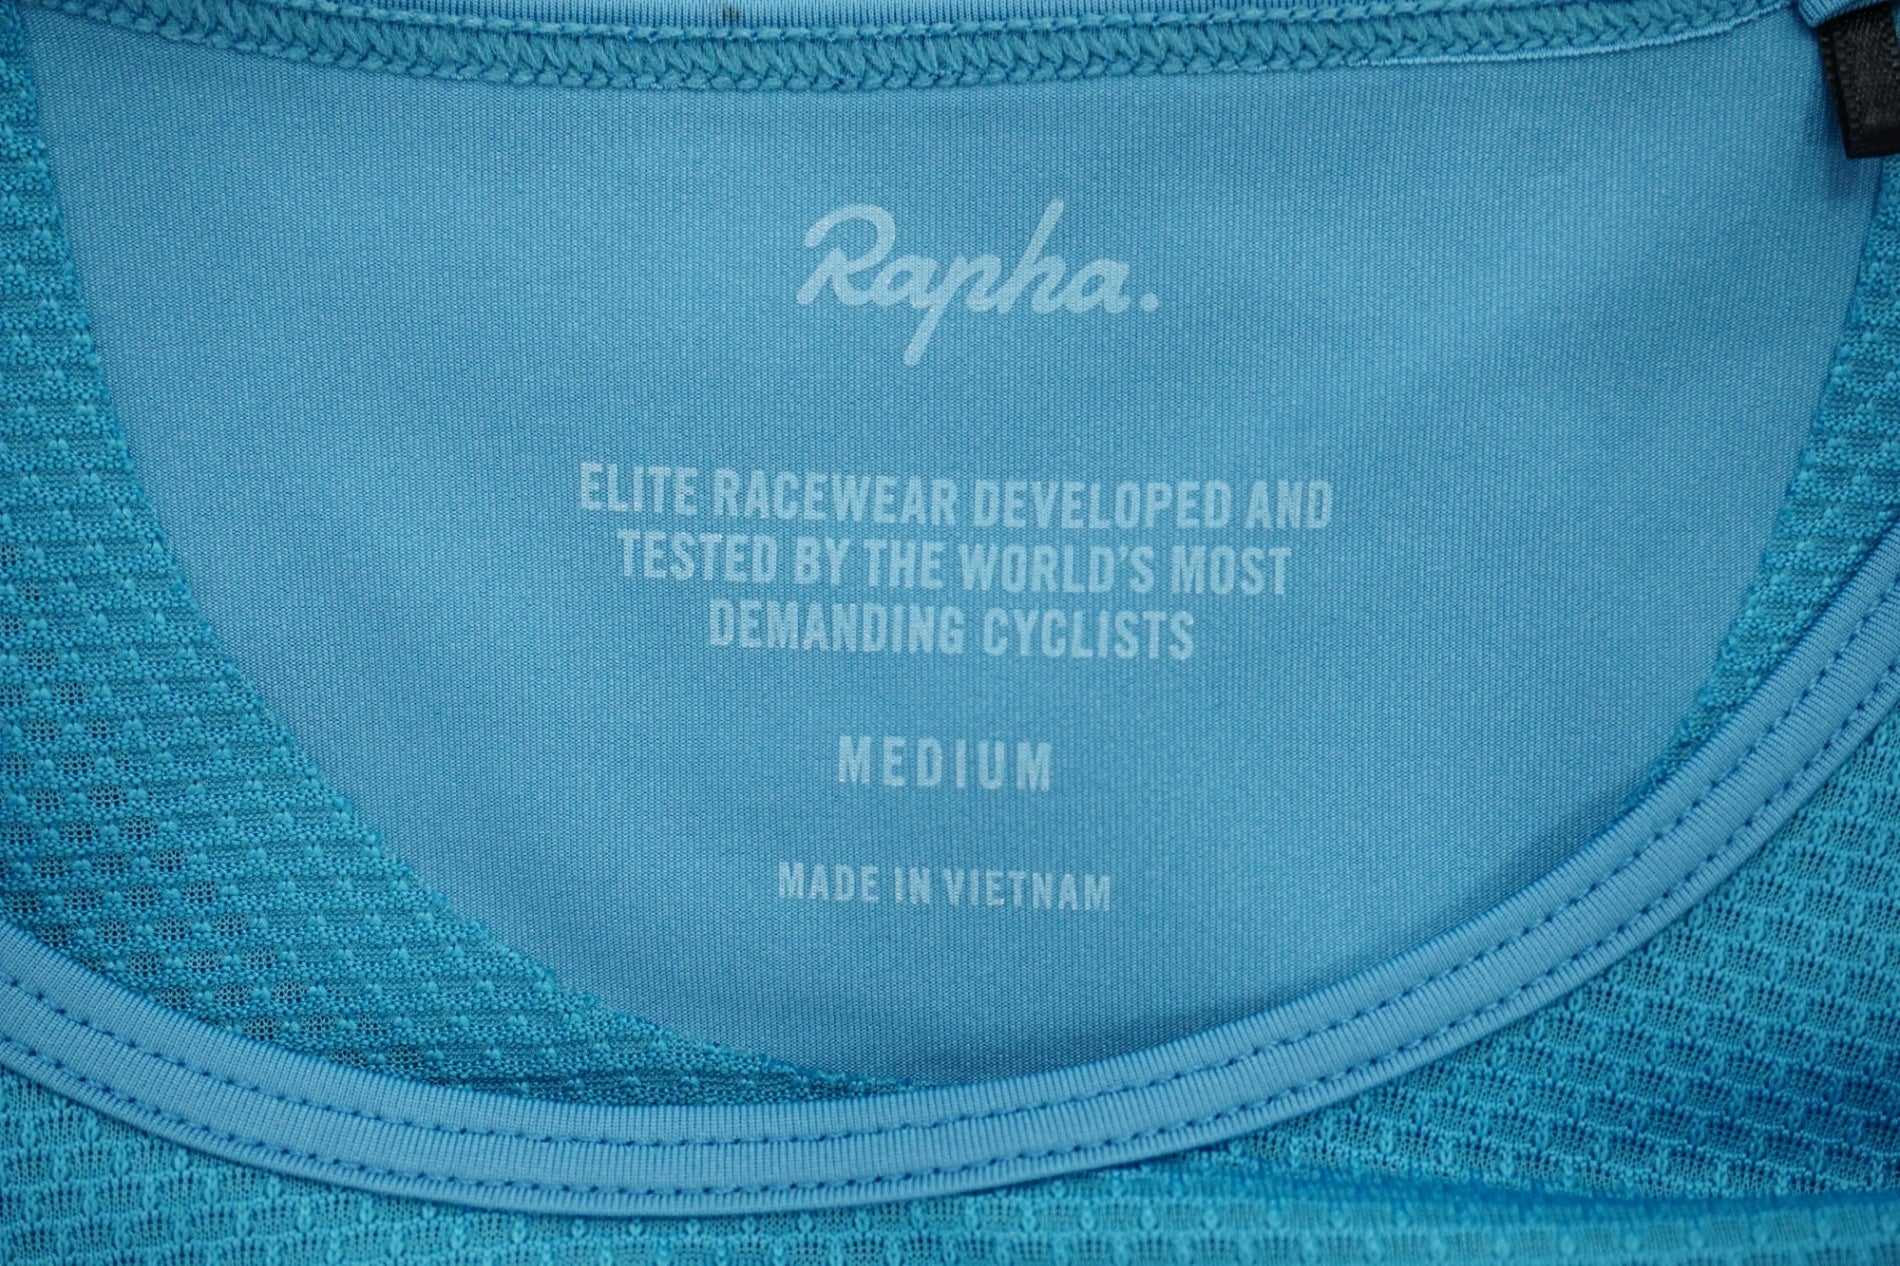 Rapha.
ELITE RACEWEAR DEVELOPED AND
TESTED BY THE WORLD'S MOST
DEMANDING CYCLISTS
MEDIUM
MADE IN VIETNAM